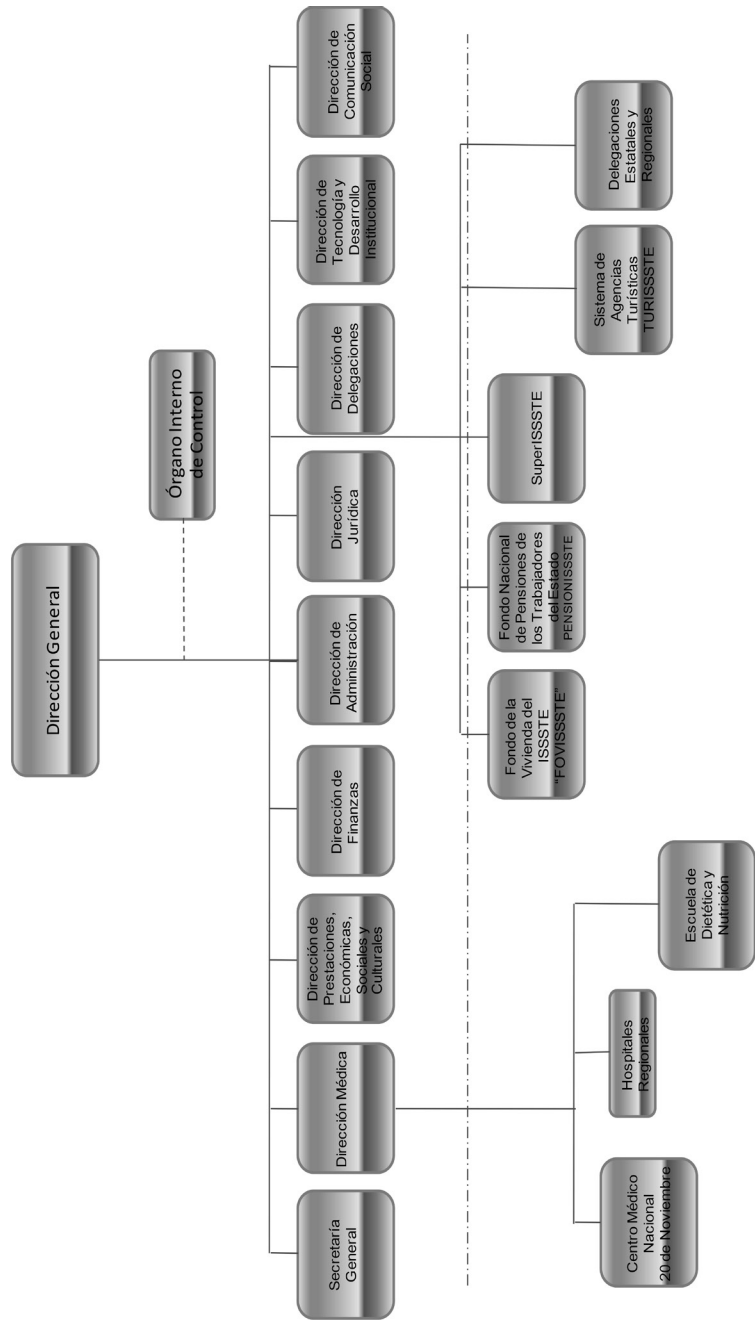 Dirección General
Órgano Interno
de Control
Secretaría
General
Dirección Médica
Dirección de
Prestaciones,
Económicas,
Sociales y
Culturales
Dirección de
Finanzas
Dirección de
Administración
Dirección
Jurídica
Dirección de
Delegaciones
Dirección de
Tecnología y
Desarrollo
Institucional
Dirección de
Comunicación
Social
Fondo de la
Vivienda del
ISSSTE
"FOVISSSTE"
Fondo Nacional
de Pensiones de
los Trabajadores
del Estado
PENSIONISSSTE
SuperISSSTE
Sistema de
Agencias
Turísticas
TURISSSTE
Delegaciones
Estatales y
Regionales
Centro Médico
Nacional
20 de Noviembre
Hospitales
Regionales
Escuela de
Dietética y
Nutrición